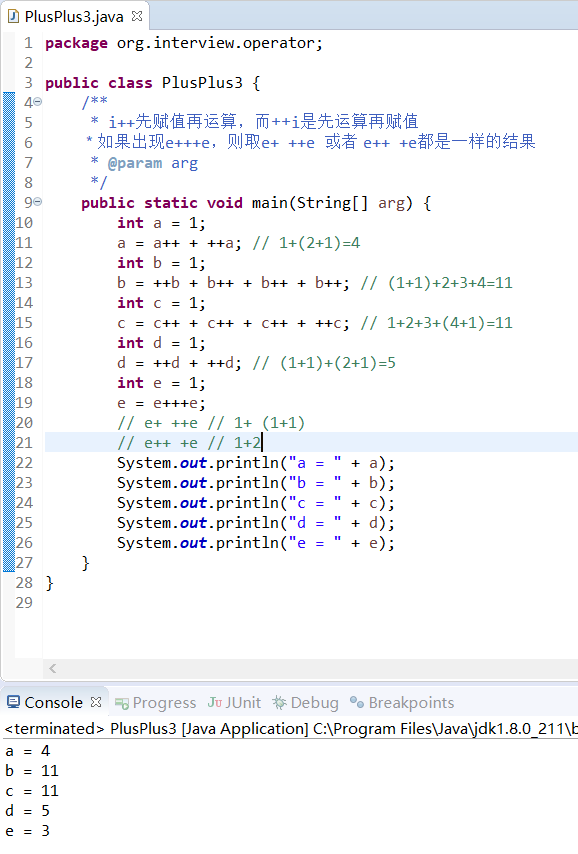 PlusPlus3.java
1 package org.interview.operator;
2
3 public class PlusPlus3 {
4 /**
5 * i++先赋值再运算，而++i是先运算再赋值
6 * 如果出现e+++e，则取e+ ++e 或者 e++ +e都是一样的结果
7 * @param arg
8 */
9 public static void main(String[] arg) {
10 int a = 1;
11 a = a++ + ++a; // 1+(2+1)=4
12 int b = 1;
13 b = ++b + b++ + b++ + b++; // (1+1)+2+3+4=11
14 int c = 1;
15 c = c++ + c++ + c++ + ++c; // 1+2+3+(4+1)=11
16 int d = 1;
17 d = ++d + ++d; // (1+1)+(2+1)=5
18 int e = 1;
19 e = e+++e;
20 // e+ ++e // 1+ (1+1)
21 // e++ +e // 1+2
22 System.out.println("a = " + a);
23 System.out.println("b = " + b);
24 System.out.println("c = " + c);
25 System.out.println("d = " + d);
26 System.out.println("e = " + e);
27 }
28 }
29
Console Progress JUnit Debug Breakpoints
<terminated> PlusPlus3 [Java Application] C:\Program Files\Java\jdk1.8.0_211\b
a = 4
b = 11
c = 11
d = 5
e = 3